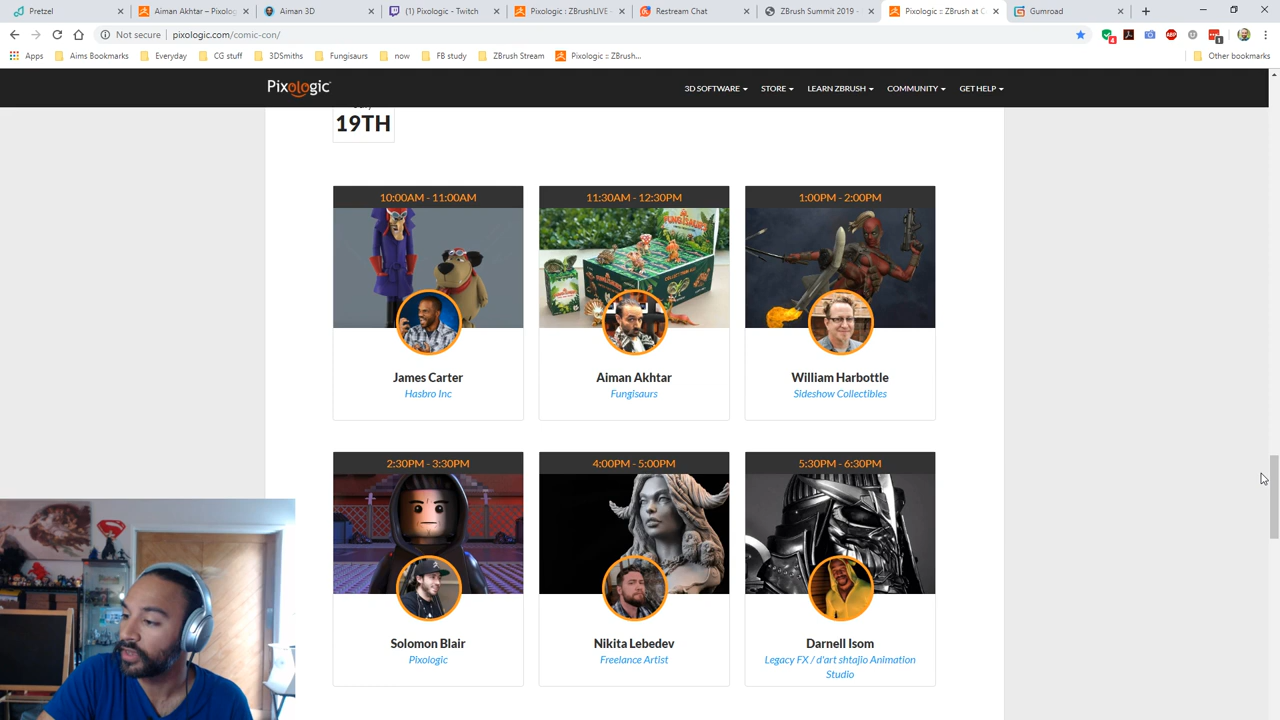 Pretzel
Aiman Akhtar – Pixolog
Aiman 3D
(1) Pixologic - Twitch
Pixologic : ZBrushLIVE -
Restream Chat
ZBrush Summit 2019 -
Pixologic :: ZBrush at C
Gumroad
Not secure | pixologic.com/comic-con/
Apps
Aims Bookmarks
Everyday
CG stuff
3DSmiths
Fungisaurs
now
FB study
ZBrush Stream
Pixologic :: ZBrush...
Other bookmarks
Pixologic
3D SOFTWARE
STORE
LEARN ZBRUSH
COMMUNITY
GET HELP
19TH
10:00AM - 11:00AM
11:30AM - 12:30PM
1:00PM - 2:00PM
FUNGISAURS
James Carter
Hasbro Inc
Aiman Akhtar
Fungisaurs
William Harbottle
Sideshow Collectibles
2:30PM - 3:30PM
4:00PM - 5:00PM
5:30PM - 6:30PM
Solomon Blair
Pixologic
Nikita Lebedev
Freelance Artist
Darnell Isom
Legacy FX / d'art shtajio Animation
Studio